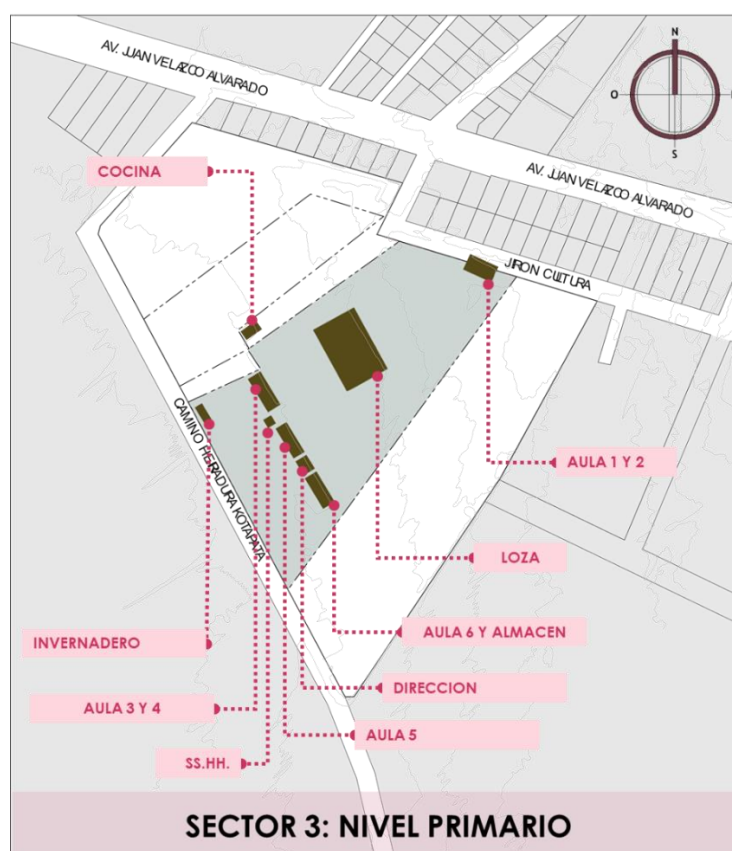 AV. JUAN VELAZCO ALVARADO
N
O
S
COCINA
AV. JUAN VELAZCO ALVARADO
JIRON CULTURA
CAMINO HERRADURA KOTAPATA
AULA 1 Y 2
LOZA
AULA 6 Y ALMACEN
INVERNADERO
DIRECCION
AULA 3 Y 4
AULA 5
SS.HH.
SECTOR 3: NIVEL PRIMARIO